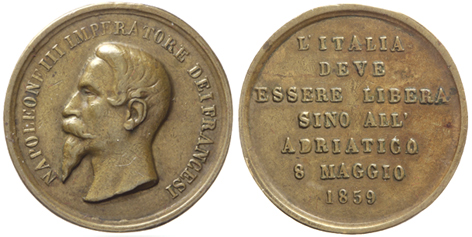 NAPOLEONE III IMPERATORE DEI FRANCESI
L'ITALIA
DEVE
ESSERE LIBERA
SINO ALL'
ADRIATICO
8 MAGGIO
1859